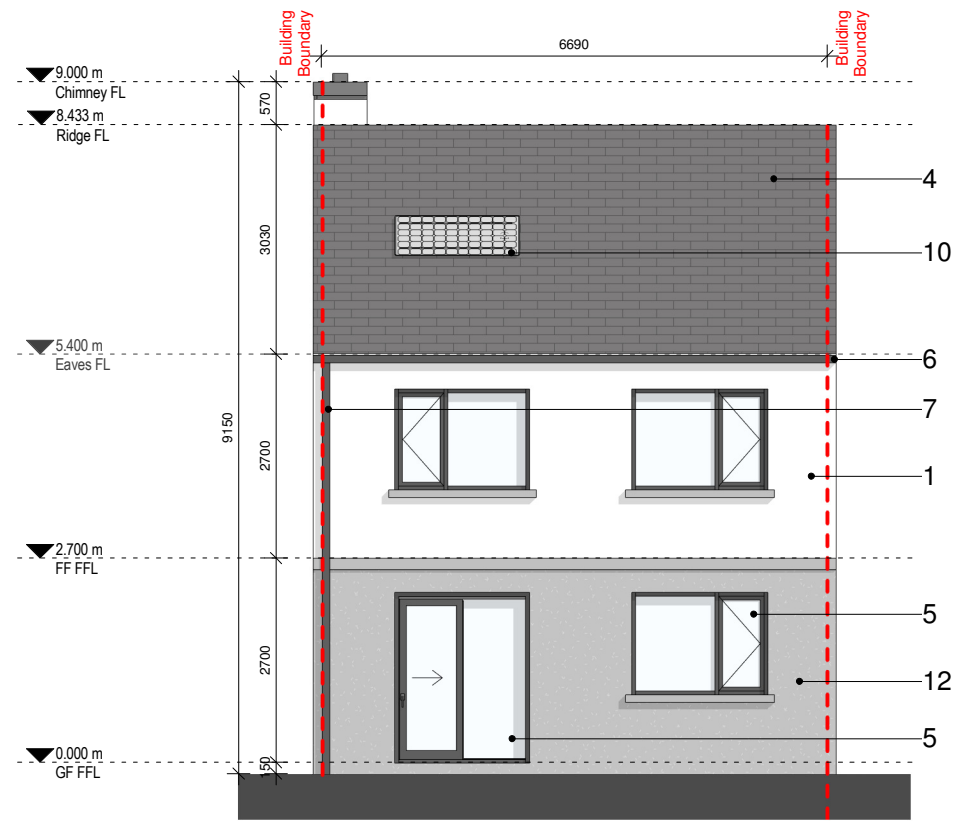 Building
Boundary
6690
Building
Boundary
9.000 m
Chimney FL
570
8.433 m
Ridge FL
4
3030
10
5.400 m
Eaves FL
6
7
9150
2700
1
2.700 m
FF FFL
5
2700
12
5
0.000 m
GF FFL
150